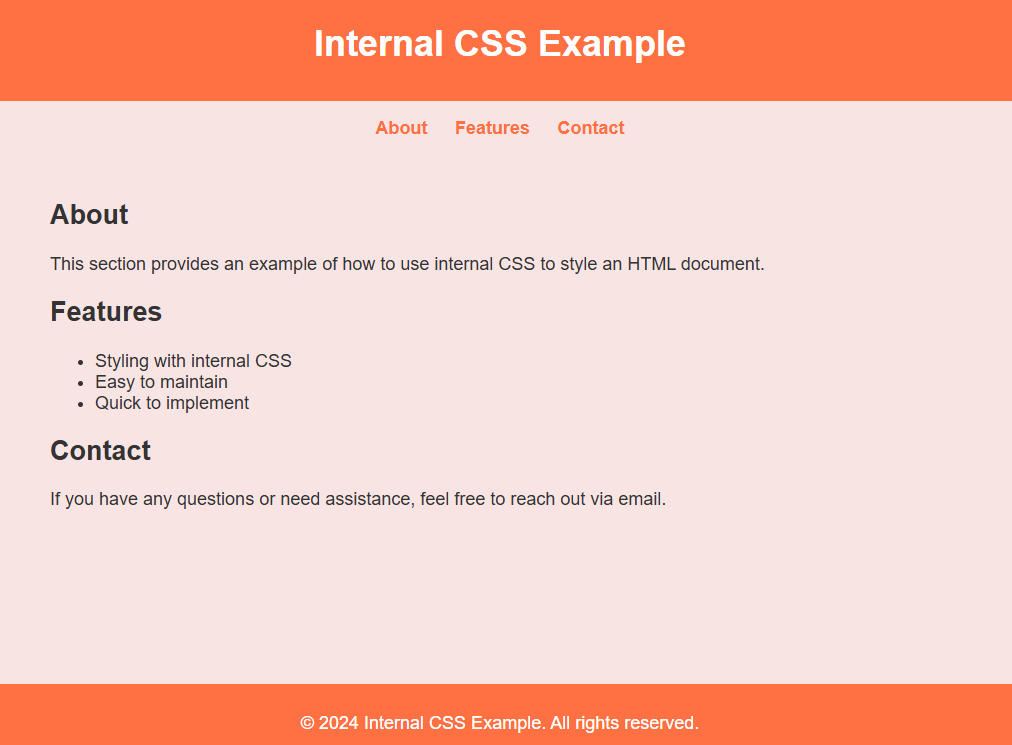 Internal CSS Example
About Features Contact
About
This section provides an example of how to use internal CSS to style an HTML document.
Features
• Styling with internal CSS
• Easy to maintain
• Quick to implement
Contact
If you have any questions or need assistance, feel free to reach out via email.
© 2024 Internal CSS Example. All rights reserved.